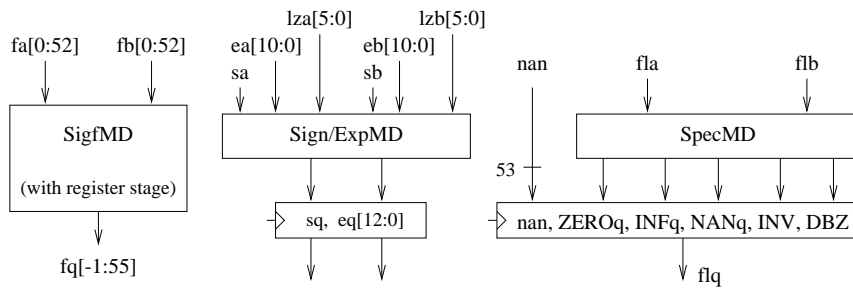 lza[5:0] lzb[5:0]
fa[0:52] fb[0:52] ea[10:0] eb[10:0]
sa sb nan fla flb
SigfMD Sign/ExpMD SpecMD
53
(with register stage)
sq, eq[12:0] nan, ZEROq, INFq, NANq, INV, DBZ
fq[-1:55] flq